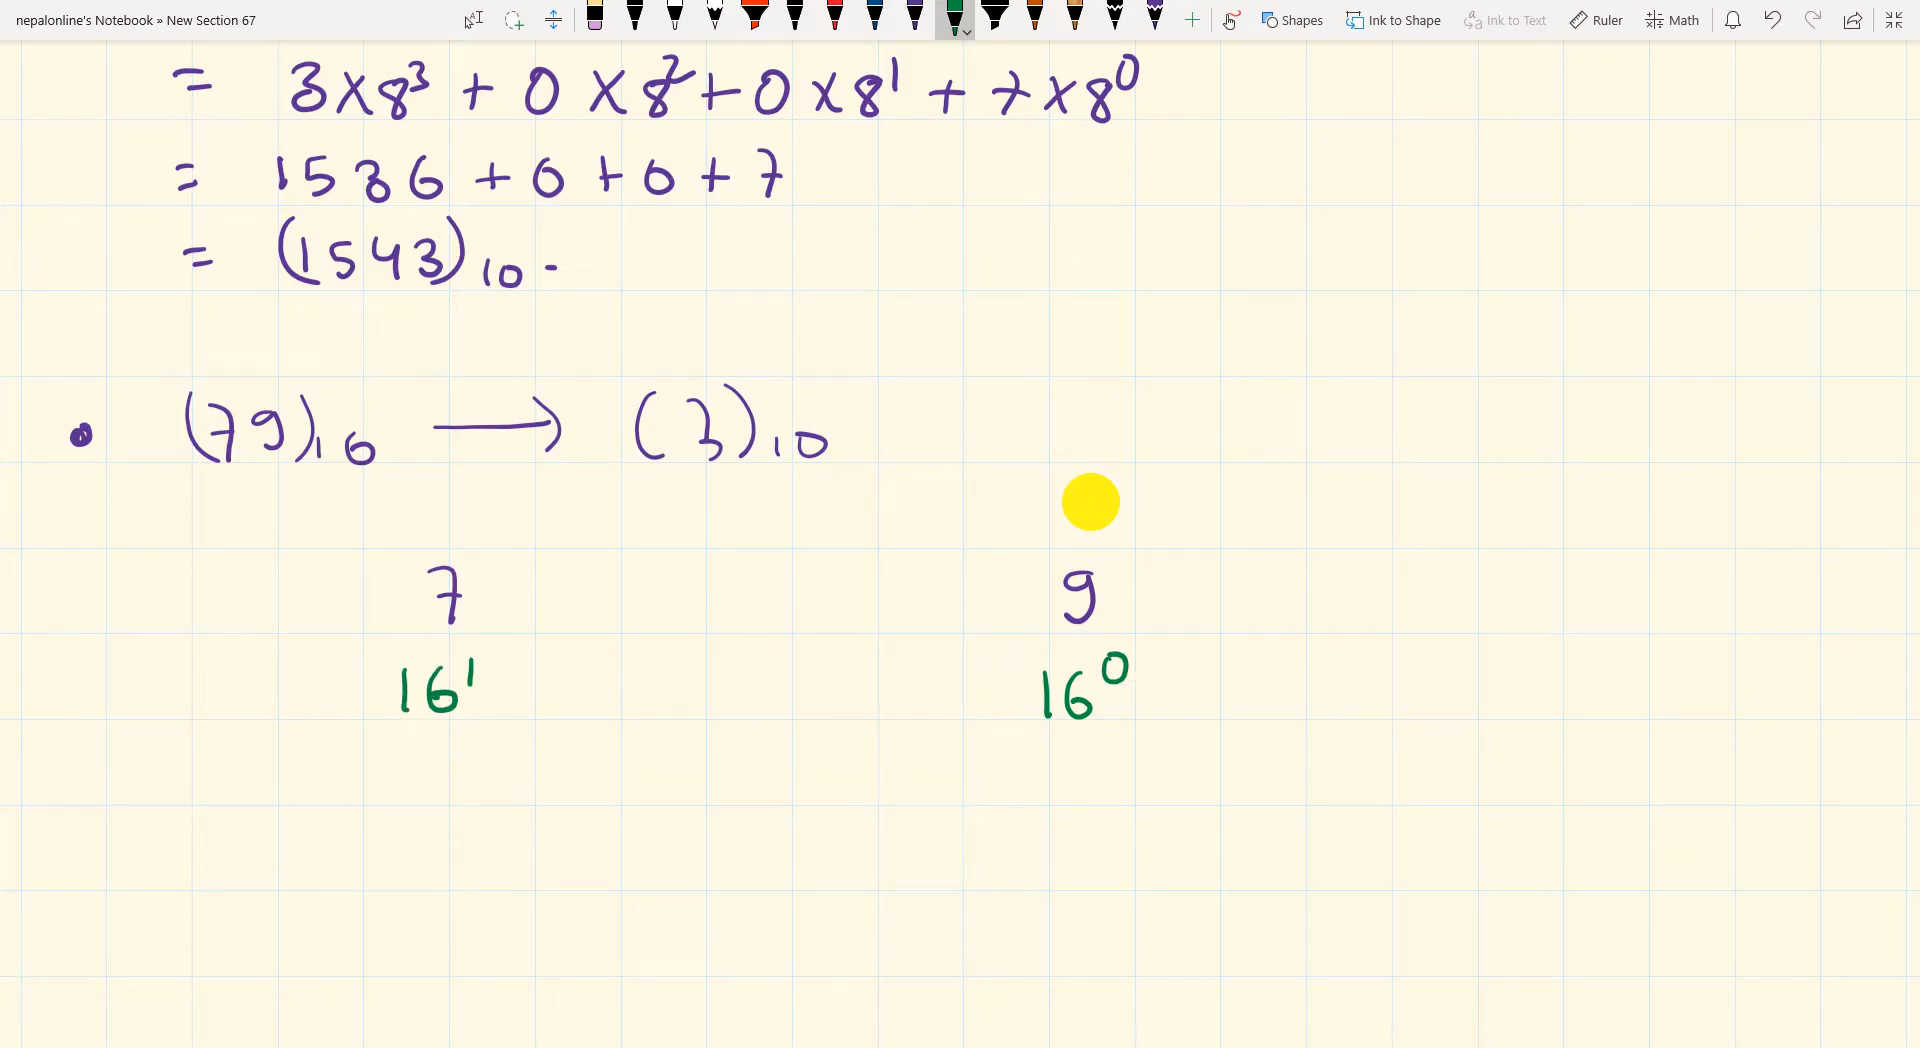 nepalonline's Notebook » New Section 67
Shapes Ink to Shape Ink to Text Ruler Math
= 3×8³ + 0 × 8² + 0 × 8¹ + 7 × 8⁰
= 1536 + 0 + 0 + 7
= (1543)₁₀ -
• (79)₁₆ → (?)₁₀
7 9
16¹ 16⁰